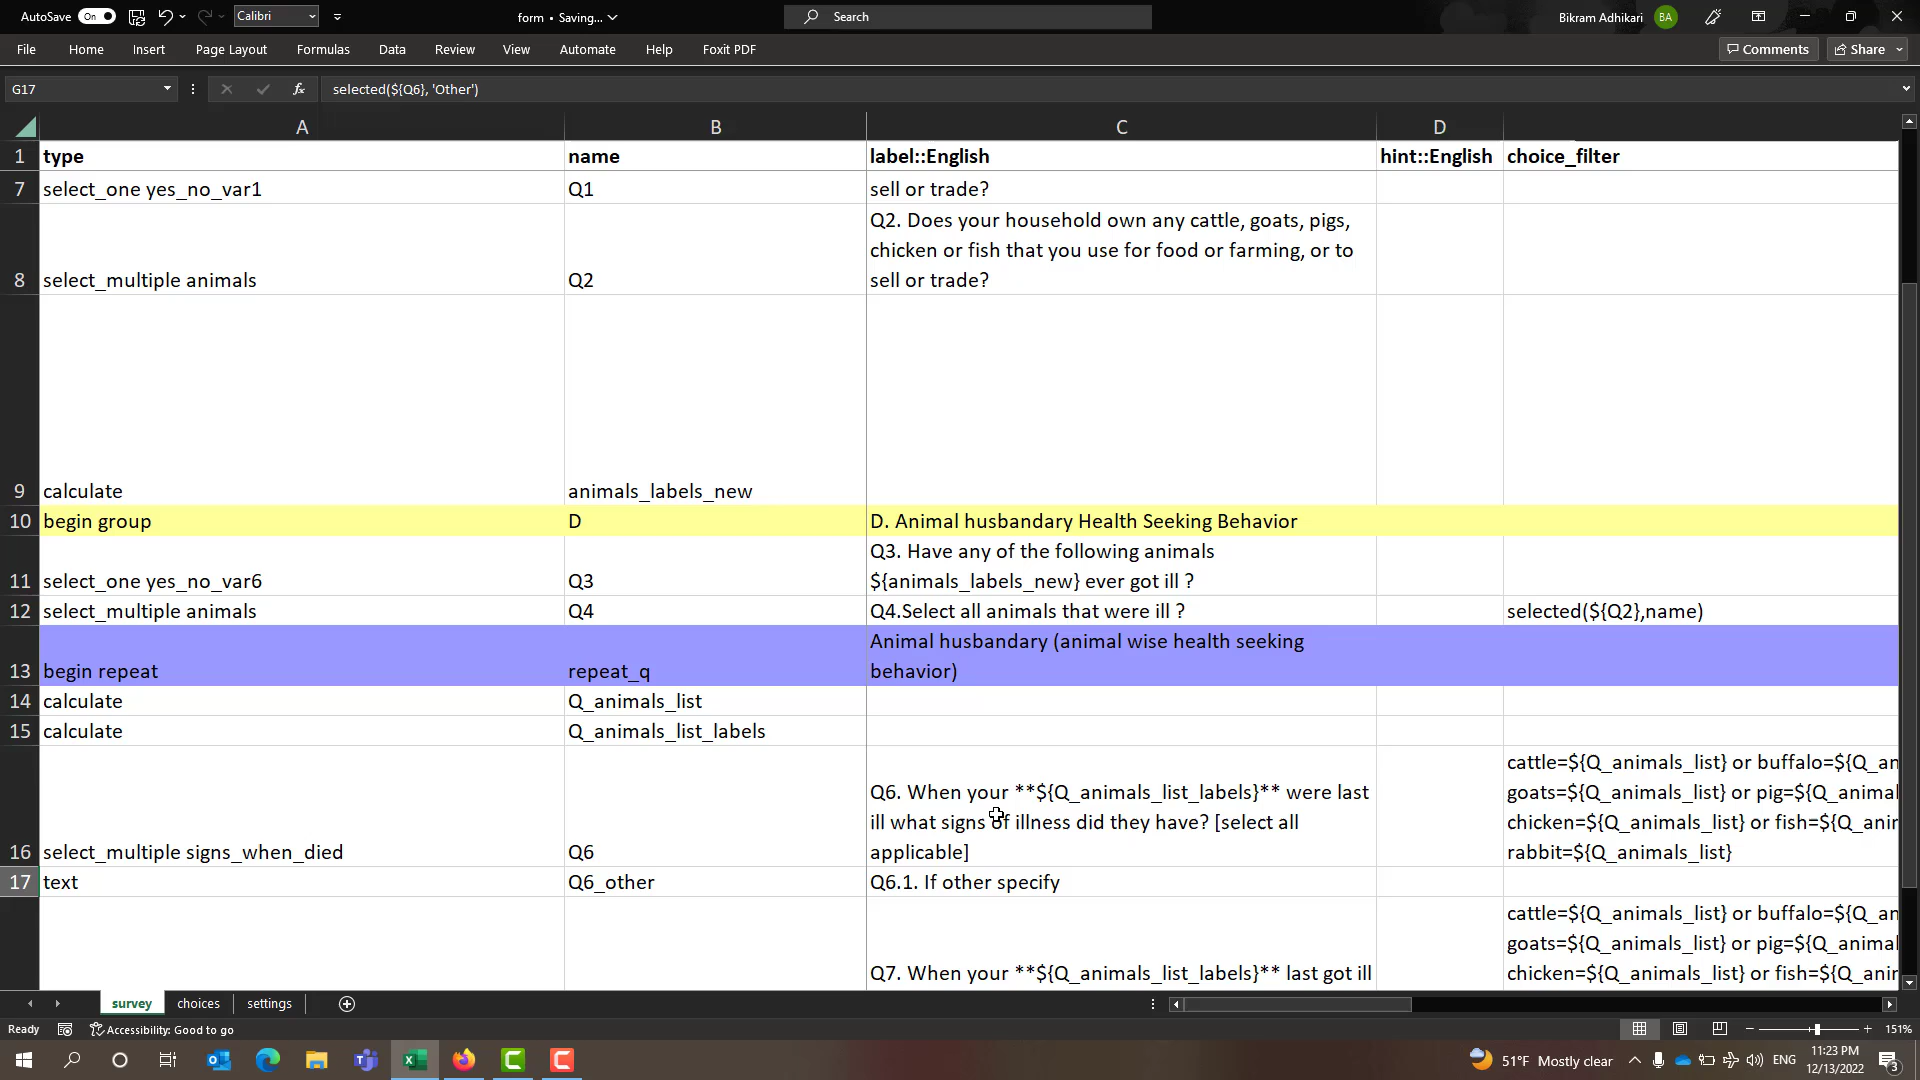 AutoSave On Calibri form • Saving... Search Bikram Adhikari BA
File Home Insert Page Layout Formulas Data Review View Automate Help Foxit PDF Comments Share
G17 fx selected(${Q6}, 'Other')
A B C D
1 type name label::English hint::English choice_filter
7 select_one yes_no_var1 Q1 sell or trade?
Q2. Does your household own any cattle, goats, pigs,
chicken or fish that you use for food or farming, or to
8 select_multiple animals Q2 sell or trade?
9 calculate animals_labels_new
10 begin group D D. Animal husbandary Health Seeking Behavior
Q3. Have any of the following animals
11 select_one yes_no_var6 Q3 ${animals_labels_new} ever got ill ?
12 select_multiple animals Q4 Q4.Select all animals that were ill ? selected(${Q2},name)
Animal husbandary (animal wise health seeking
13 begin repeat repeat_q behavior)
14 calculate Q_animals_list
15 calculate Q_animals_list_labels
cattle=${Q_animals_list} or buffalo=${Q_an
Q6. When your **${Q_animals_list_labels}** were last goats=${Q_animals_list} or pig=${Q_animal
ill what signs of illness did they have? [select all chicken=${Q_animals_list} or fish=${Q_anir
16 select_multiple signs_when_died Q6 applicable] rabbit=${Q_animals_list}
17 text Q6_other Q6.1. If other specify
cattle=${Q_animals_list} or buffalo=${Q_an
goats=${Q_animals_list} or pig=${Q_animal
Q7. When your **${Q_animals_list_labels}** last got ill chicken=${Q_animals_list} or fish=${Q_anir
survey choices settings
Ready Accessibility: Good to go 151%
51°F Mostly clear ENG 11:23 PM
12/13/2022 3